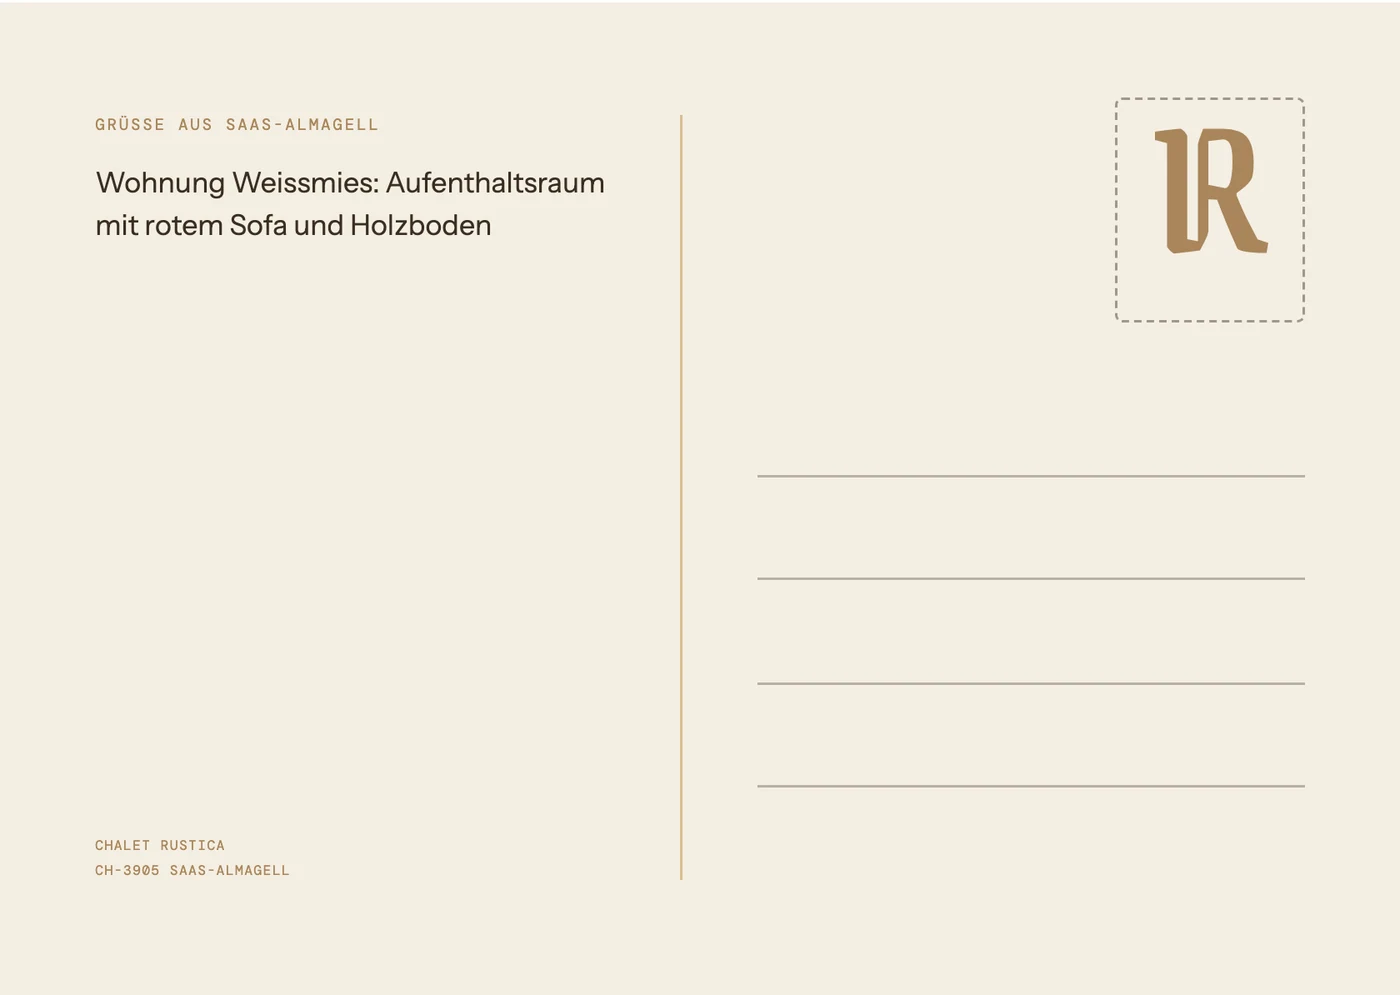 GRÜSSE AUS SAAS-ALMAGELL
Wohnung Weissmies: Aufenthaltsraum
mit rotem Sofa und Holzboden
R
CHALET RUSTICA
CH-3905 SAAS-ALMAGELL